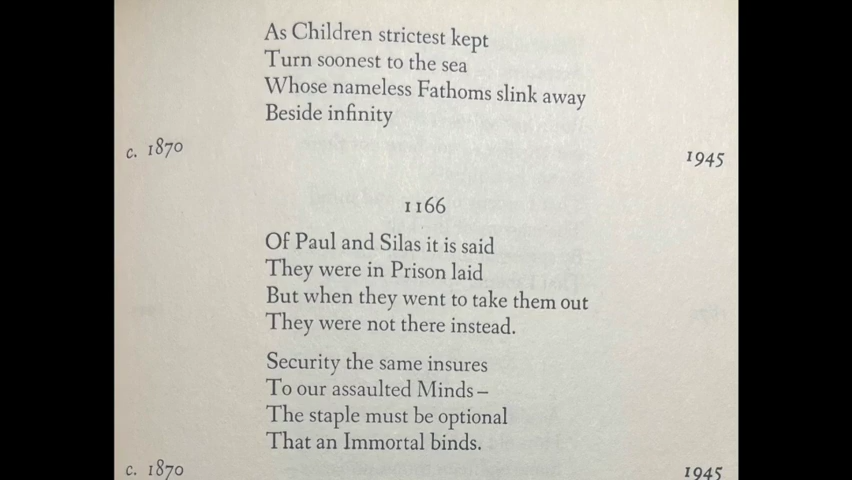 As Children strictest kept
Turn soonest to the sea
Whose nameless Fathoms slink away
Beside infinity
c. 1870 1945
1166
Of Paul and Silas it is said
They were in Prison laid
But when they went to take them out
They were not there instead.
Security the same insures
To our assaulted Minds –
The staple must be optional
That an Immortal binds.
c. 1870 1945